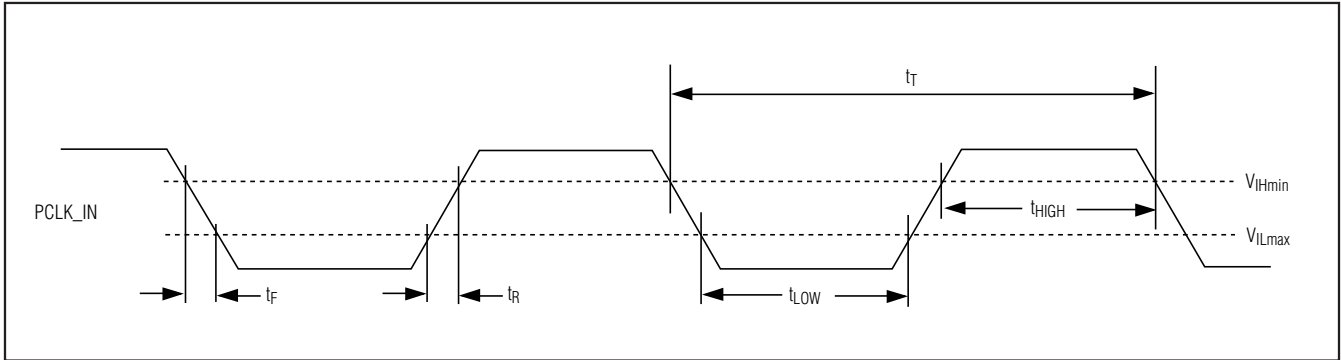 tT
VIHmin
PCLK_IN
tHIGH
VILmax
tF
tR
tLOW